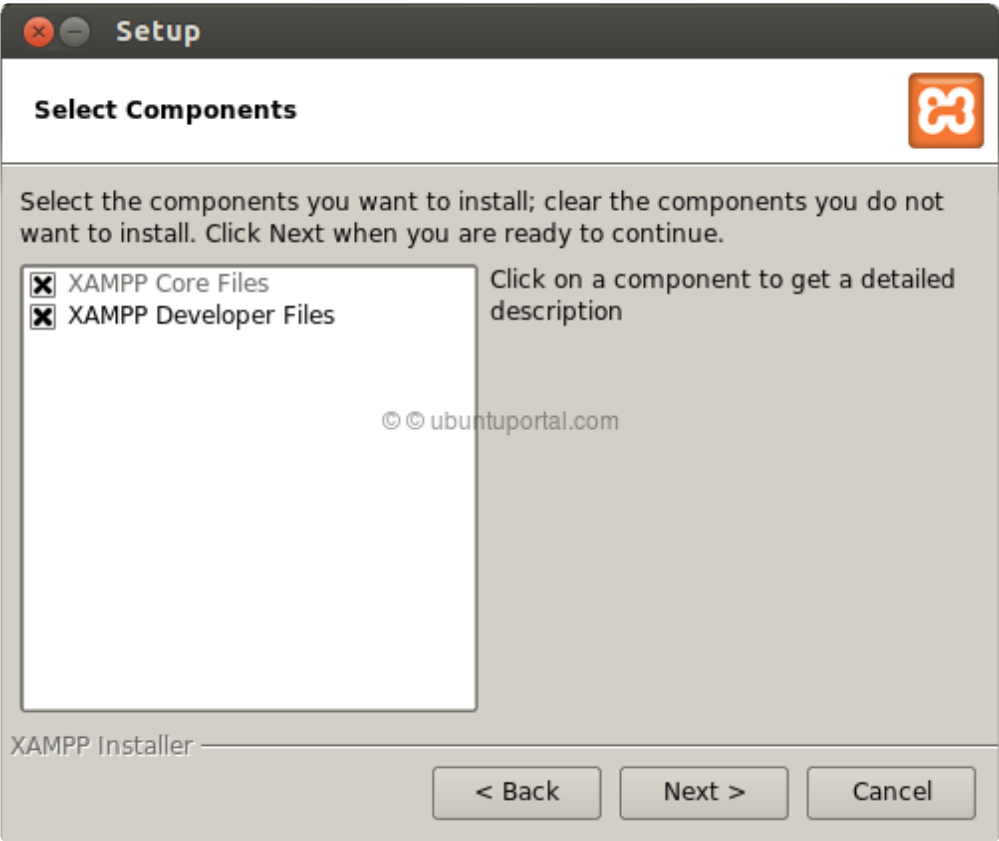 Setup
Select Components
Select the components you want to install; clear the components you do not
want to install. Click Next when you are ready to continue.
XAMPP Core Files
XAMPP Developer Files
Click on a component to get a detailed
description
© © ubuntuportal.com
XAMPP Installer
< Back
Next >
Cancel